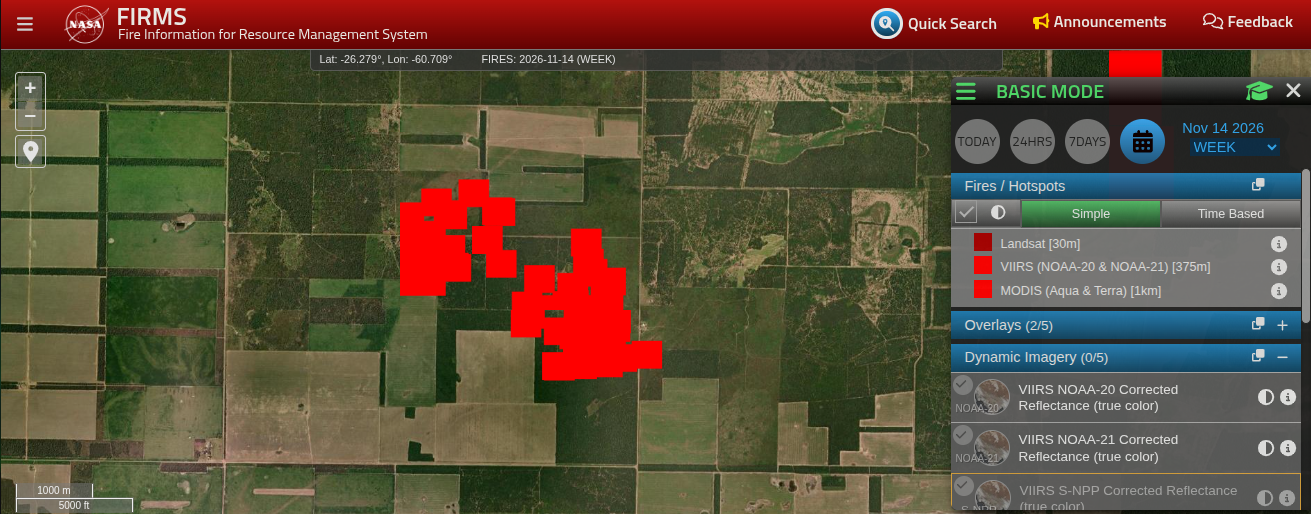 NASA
FIRMS
Fire Information for Resource Management System
Quick Search
Announcements
Feedback
Lat: -26.279°, Lon: -60.709° FIRES: 2026-11-14 (WEEK)
+
−
BASIC MODE
TODAY
24HRS
7DAYS
Nov 14 2026
WEEK
Fires / Hotspots
Simple
Time Based
Landsat [30m]
VIIRS (NOAA-20 & NOAA-21) [375m]
MODIS (Aqua & Terra) [1km]
Overlays (2/5)
Dynamic Imagery (0/5)
NOAA-20
VIIRS NOAA-20 Corrected
Reflectance (true color)
NOAA-21
VIIRS NOAA-21 Corrected
Reflectance (true color)
S-NPP
VIIRS S-NPP Corrected Reflectance
(true color)
1000 m
5000 ft